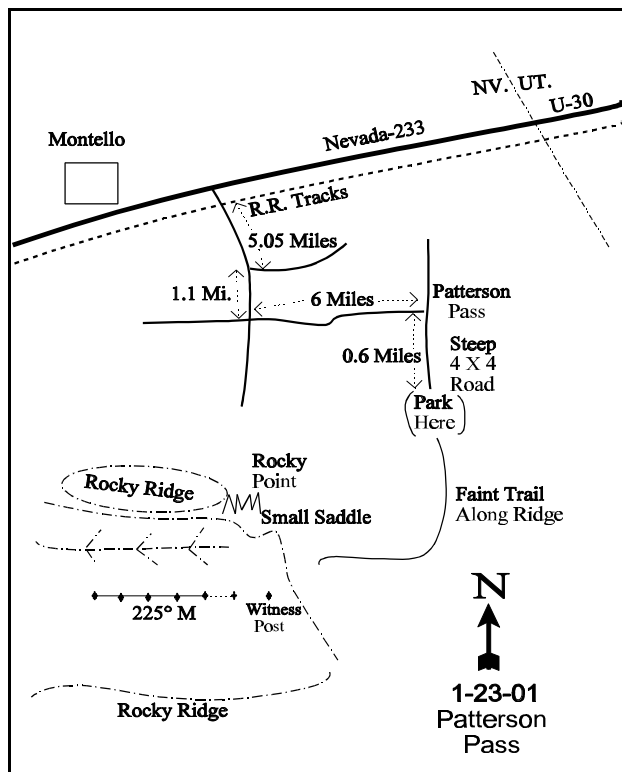 NV. UT.
U-30
Nevada-233
Montello
R.R. Tracks
5.05 Miles
1.1 Mi.
6 Miles
Patterson
Pass
0.6 Miles
Steep
4 X 4
Road
Park
Here
Rocky
Point
Rocky Ridge
Small Saddle
Faint Trail
Along Ridge
225° M
Witness
Post
N
Rocky Ridge
1-23-01
Patterson
Pass